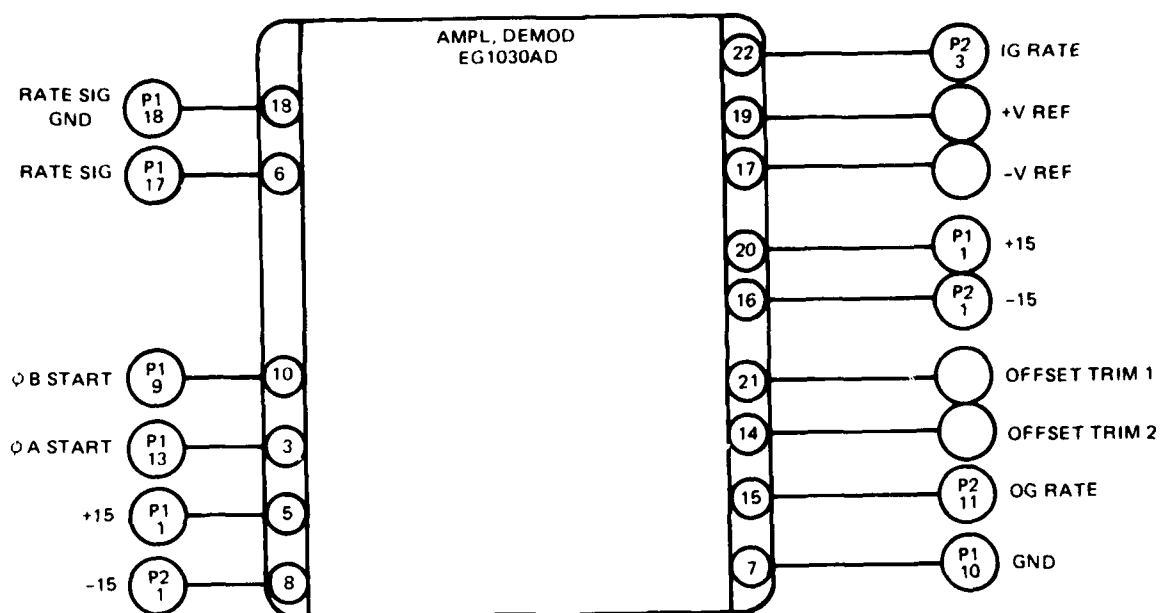 AMPL, DEMOD
EG1030AD
RATE SIG
GND
P1
18
18
RATE SIG
P1
17
6
φB START
P1
9
10
φA START
P1
13
3
+15
P1
1
5
-15
P2
1
8
22
P2
3
IG RATE
19
+V REF
17
-V REF
20
P1
1
+15
16
P2
1
-15
21
OFFSET TRIM 1
14
OFFSET TRIM 2
15
P2
11
OG RATE
7
P1
10
GND